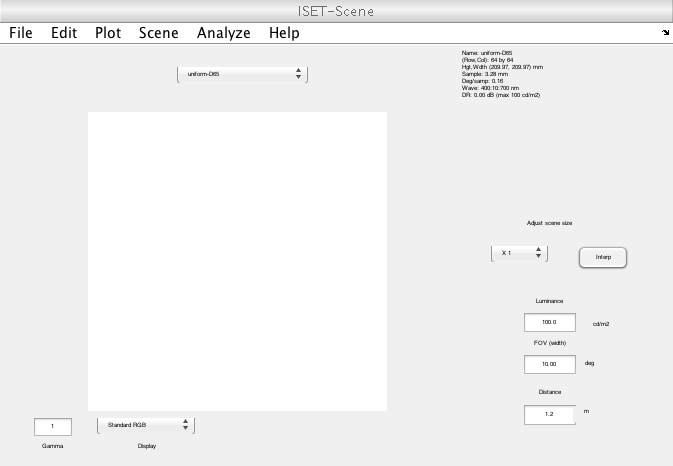 ISET-Scene
File Edit Plot Scene Analyze Help
uniform-D65
Name: uniform-D65
(Row,Col): 64 by 64
Hgt,Wdth (209.97, 209.97) mm
Sample: 3.28 mm
Deg/samp: 0.16
Wave: 400:10:700 nm
DR: 0.00 dB (max 100 cd/m2)
Adjust scene size
X 1
Interp
Luminance
100.0 cd/m2
FOV (width)
10.00 deg
Distance
1.2 m
1 Standard RGB
Gamma Display